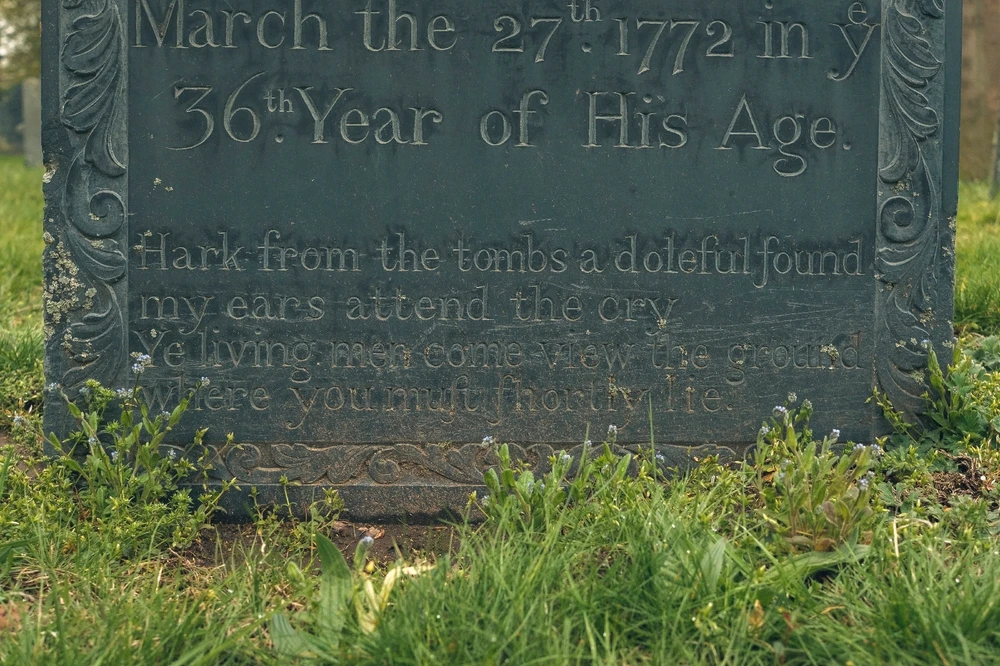 March the 27th. 1772 in yͤ
36th. Year of His Age.
Hark from the tombs a doleful ſound
my ears attend the cry
Ye living men come view the ground
where you muſt ſhortly lie.